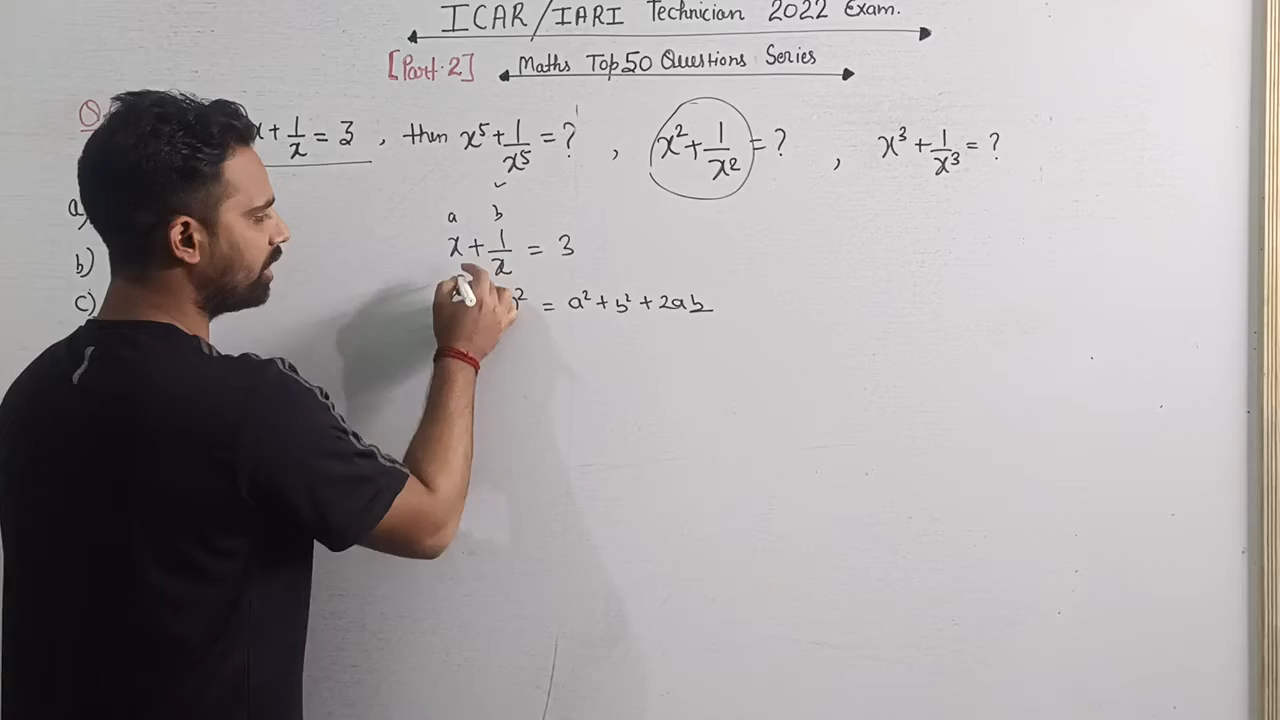 ICAR/IARI Technician 2022 Exam.
[Part-2] Maths Top 50 Questions Series
Q x + 1/x = 3 , then x⁵ + 1/x⁵ = ? , x² + 1/x² = ? , x³ + 1/x³ = ?
a)
b)
c)
a b
x + 1/x = 3
)² = a² + b² + 2ab